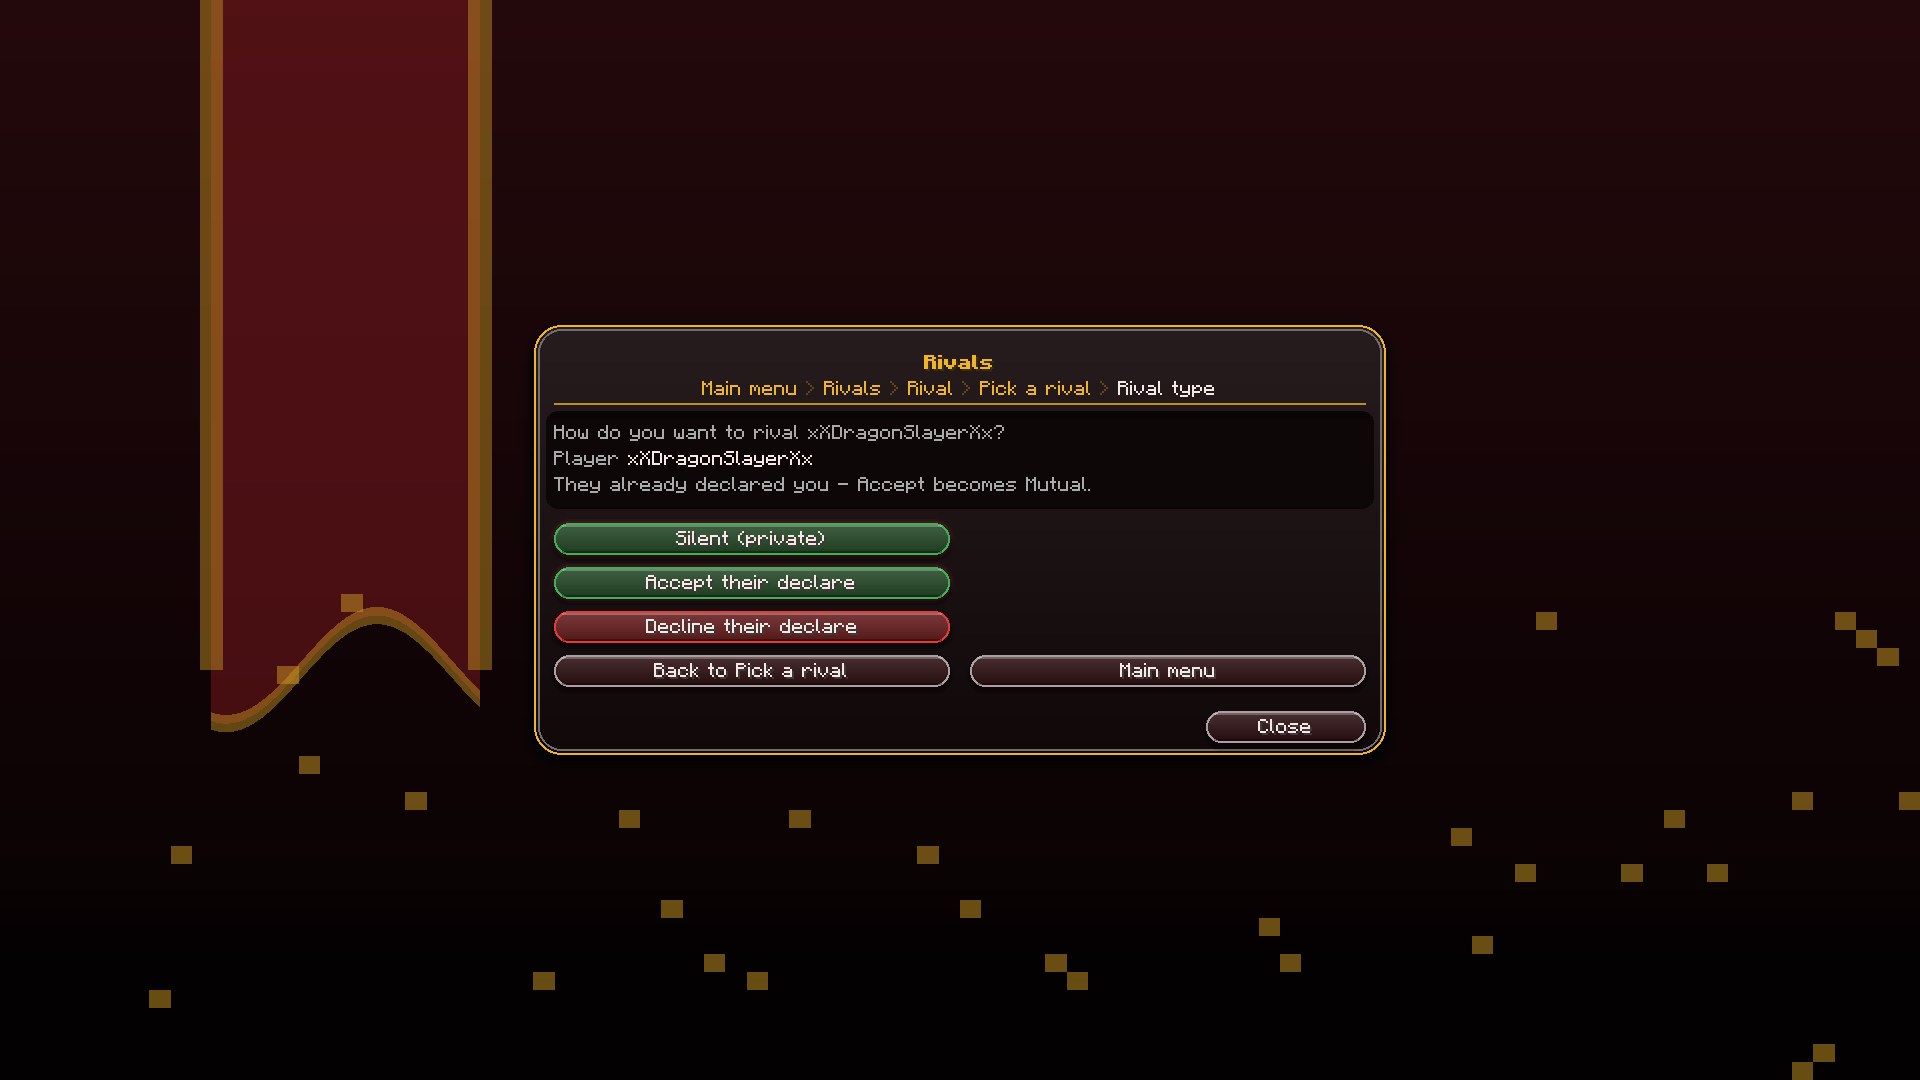 Rivals
Main menu > Rivals > Rival > Pick a rival > Rival type
How do you want to rival xXDragonSlayerXx?
Player xXDragonSlayerXx
They already declared you - Accept becomes Mutual.
Silent (private)
Accept their declare
Decline their declare
Back to Pick a rival
Main menu
Close